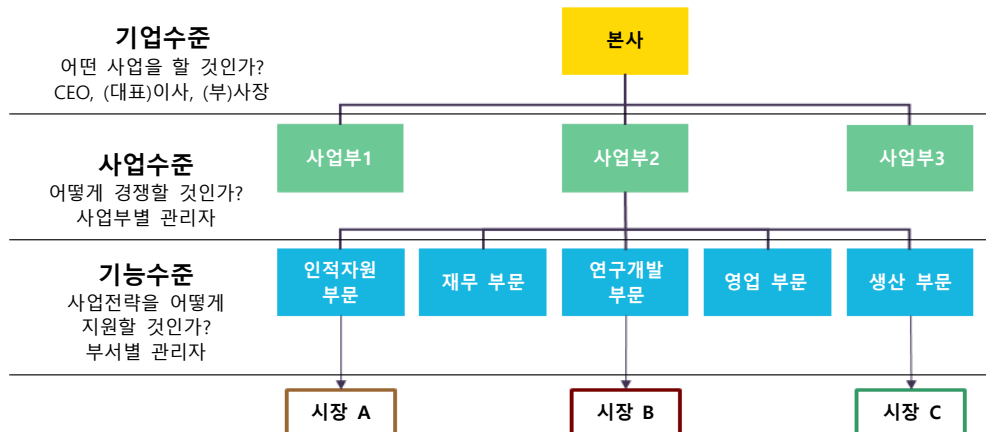 기업수준
어떤 사업을 할 것인가?
CEO, (대표)이사, (부)사장
본사
사업수준
어떻게 경쟁할 것인가?
사업부별 관리자
사업부1
사업부2
사업부3
기능수준
사업전략을 어떻게
지원할 것인가?
부서별 관리자
인적자원
부문
재무 부문
연구개발
부문
영업 부문
생산 부문
시장 A
시장 B
시장 C